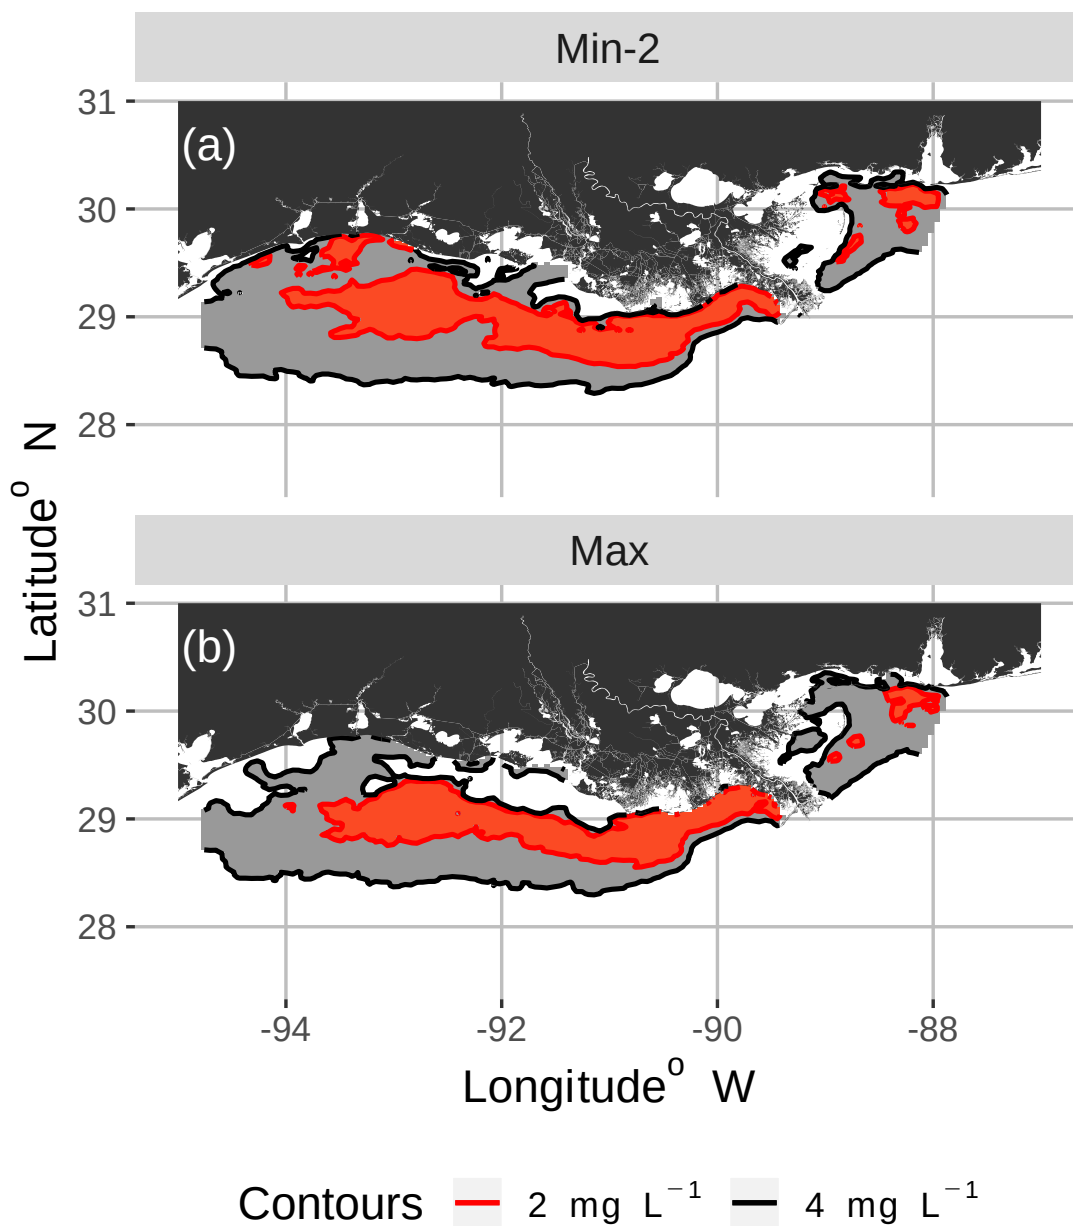 Min-2
(a)
31
30
29
28
Latitude° N
Max
(b)
31
30
29
28
-94 -92 -90 -88
Longitude° W
Contours 2 mg L⁻¹ 4 mg L⁻¹